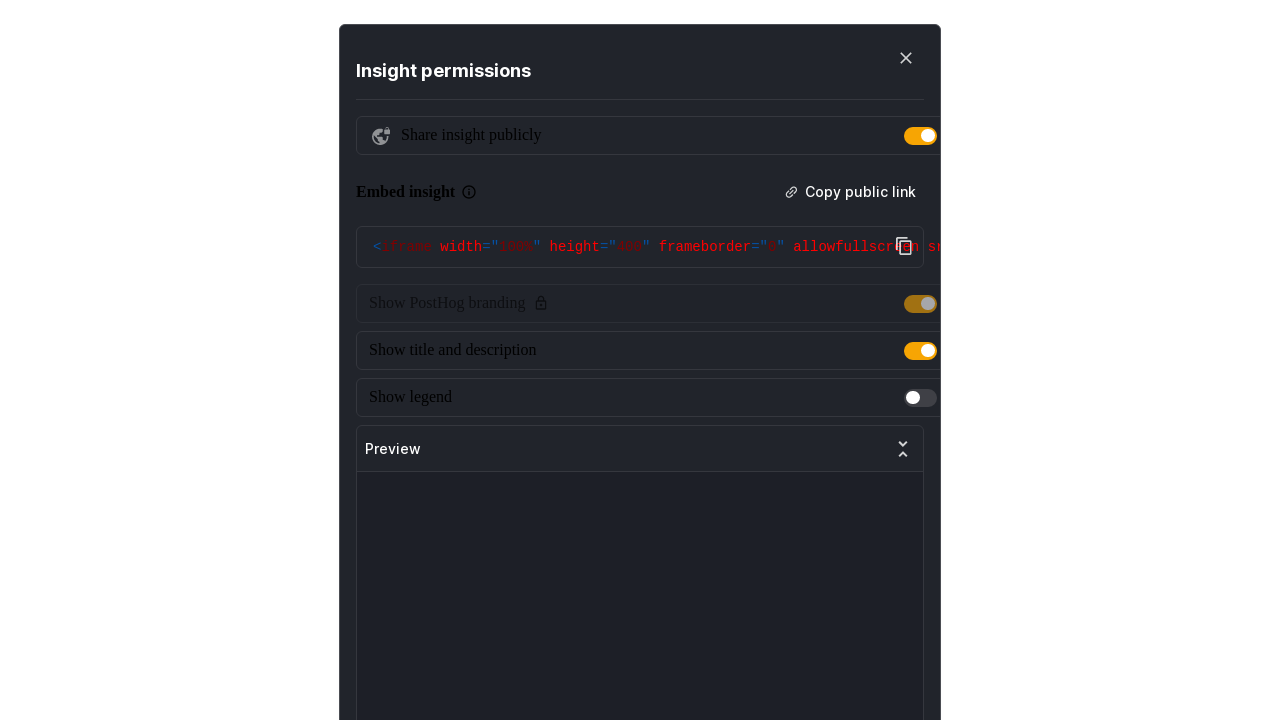 Insight permissions
Share insight publicly
Embed insight
Copy public link
<iframe width="100%" height="400" frameborder="0" allowfullscreen sr
Show PostHog branding
Show title and description
Show legend
Preview